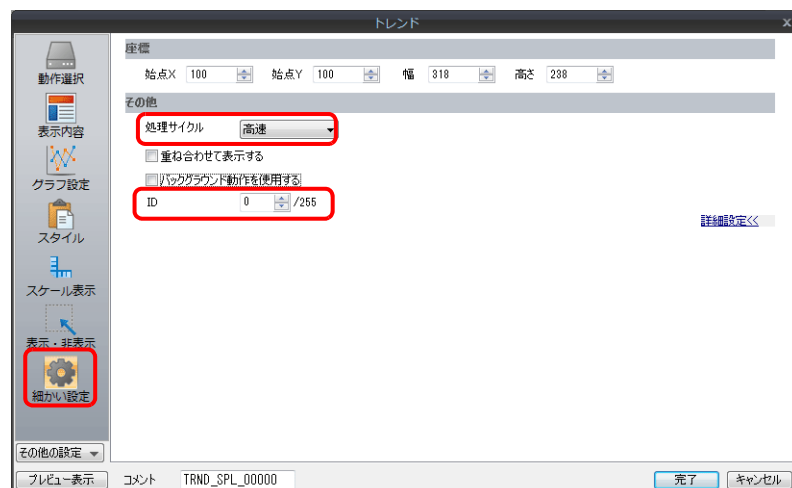 トレンド
動作選択
表示内容
グラフ設定
スタイル
スケール表示
表示・非表示
細かい設定
その他の設定
プレビュー表示
座標
始点X 100 始点Y 100 幅 318 高さ 238
その他
処理サイクル 高速
重ね合わせて表示する
バックグラウンド動作を使用する
ID 0 /255
詳細設定<<
コメント TRND_SPL_00000
完了 キャンセル